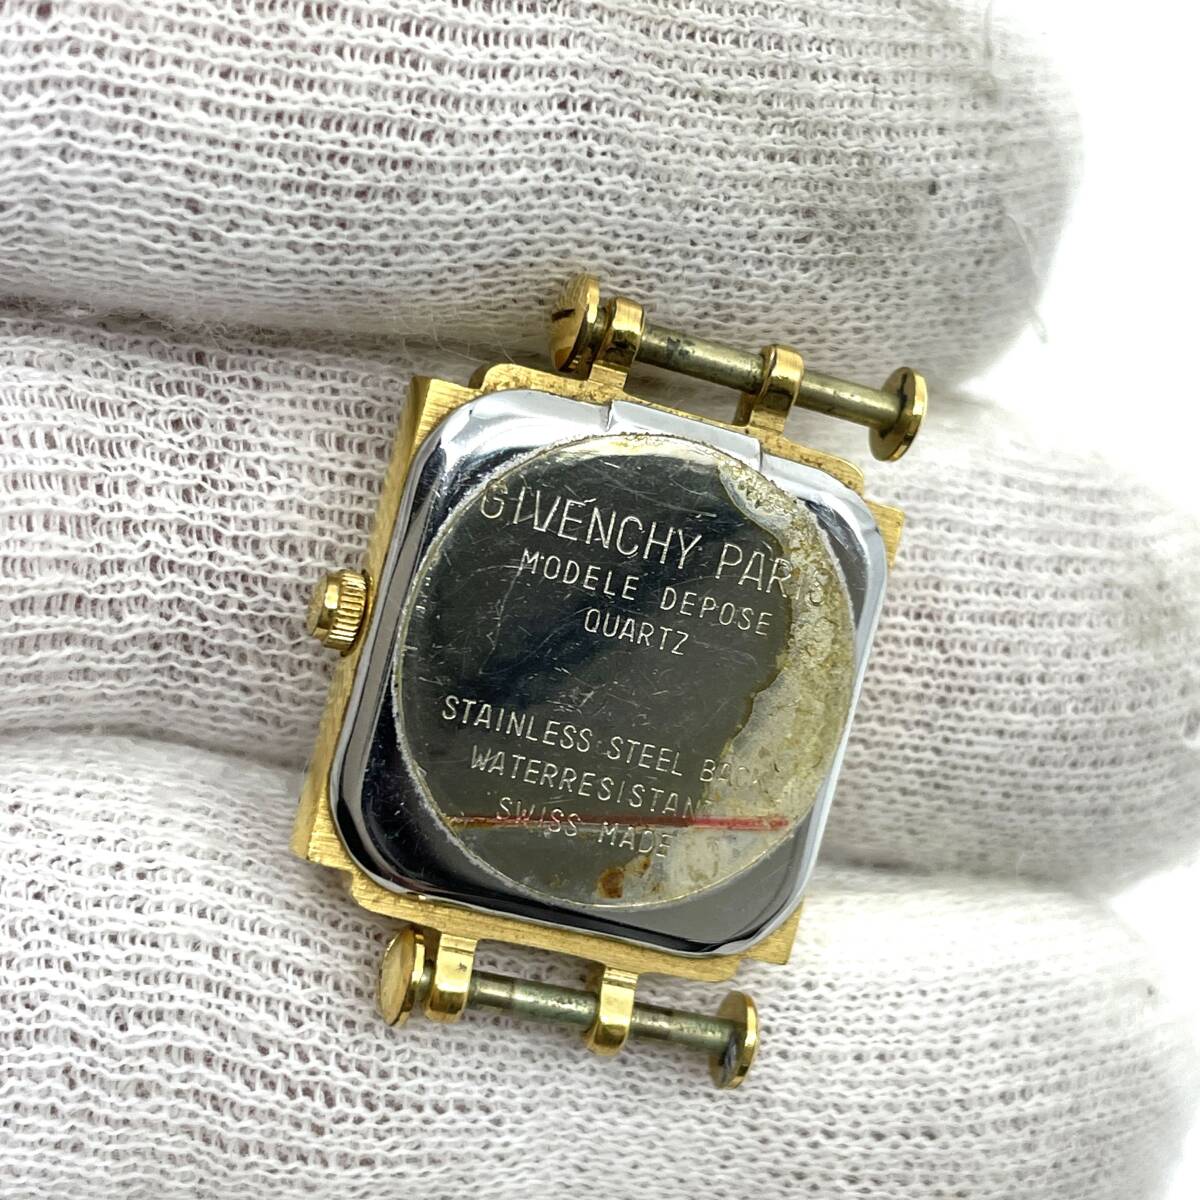 GIVENCHY PARIS
MODELE DEPOSE
QUARTZ
STAINLESS STEEL BACK
WATERRESISTANT
SWISS MADE